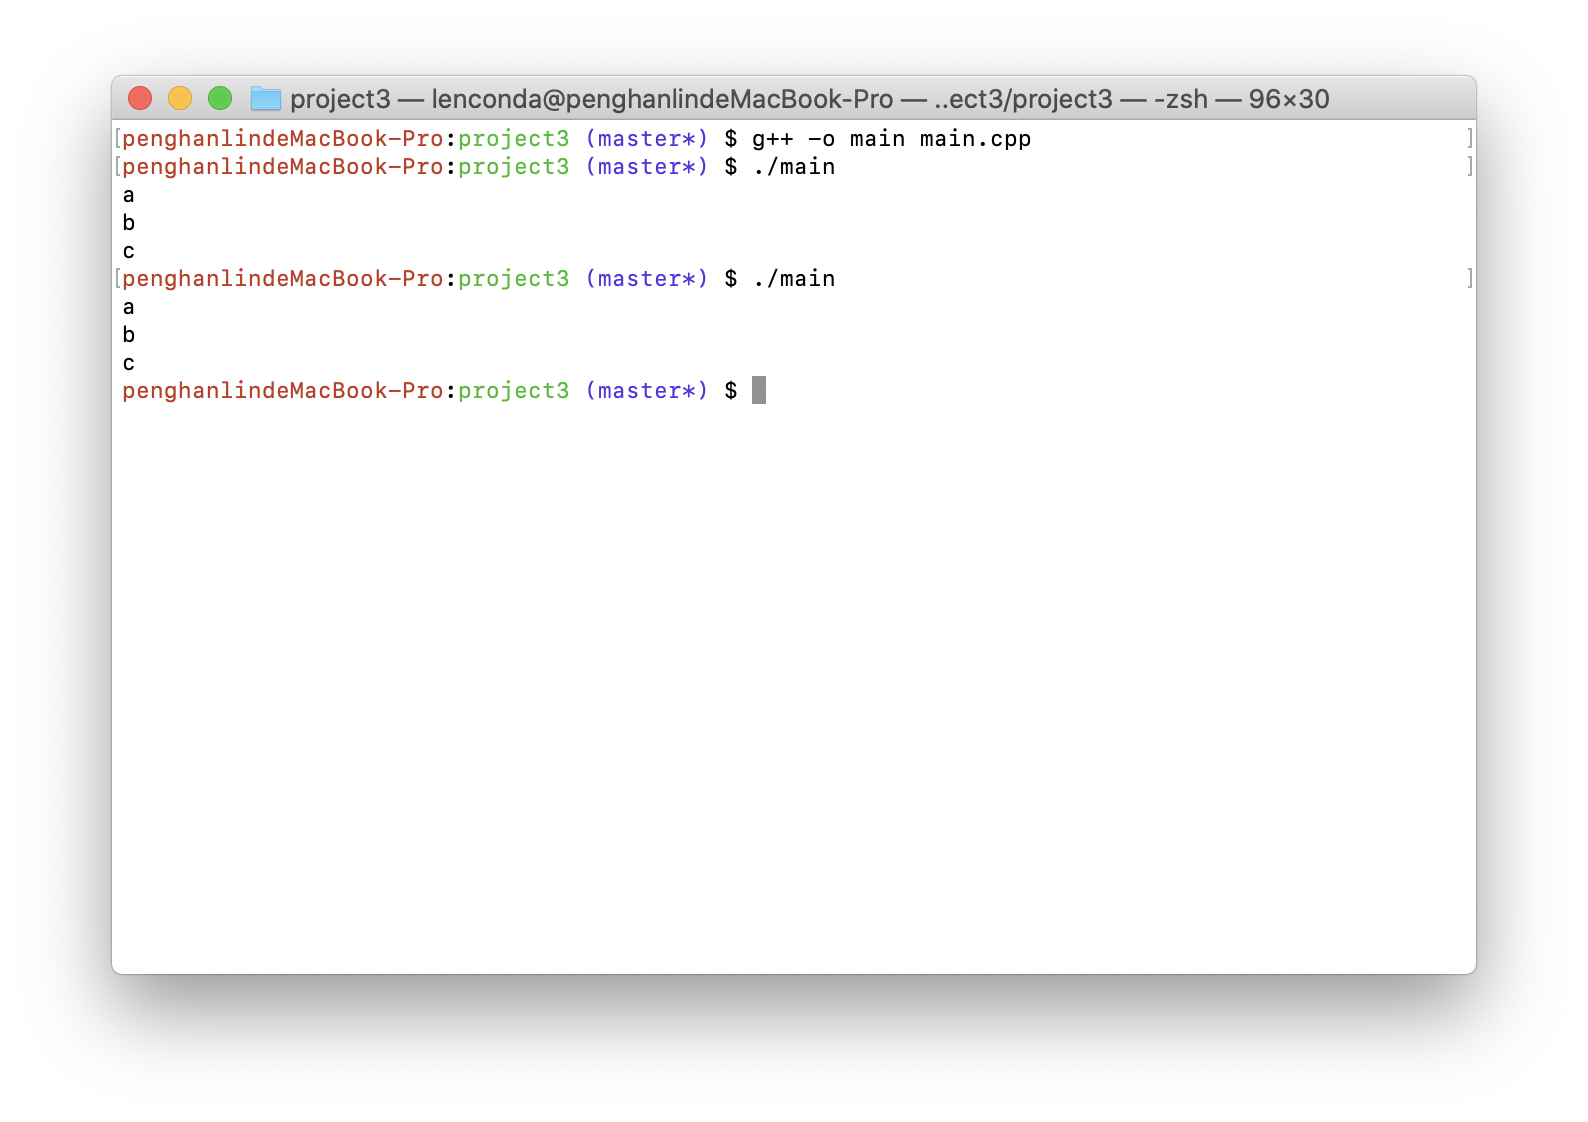 project3 — lenconda@penghanlindeMacBook-Pro — ..ect3/project3 — -zsh — 96×30
[penghanlindeMacBook-Pro:project3 (master*) $ g++ -o main main.cpp ]
[penghanlindeMacBook-Pro:project3 (master*) $ ./main ]
a
b
c
[penghanlindeMacBook-Pro:project3 (master*) $ ./main ]
a
b
c
penghanlindeMacBook-Pro:project3 (master*) $